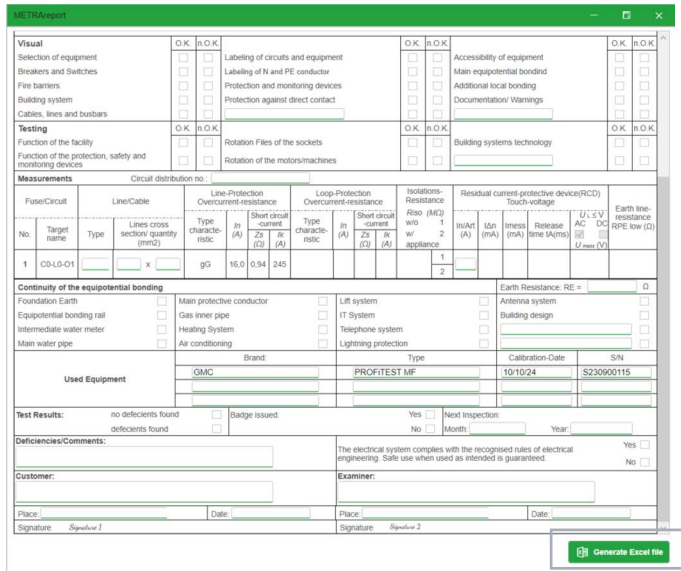 METRAreport
Visual O.K. n.O.K. O.K. n.O.K. O.K. n.O.K.
Selection of equipment Labeling of circuits and equipment Accessibility of equipment
Breakers and Switches Labeling of N and PE conductor Main equipotential bondind
Fire barriers Protection and monitoring devices Additional local bonding
Building system Protection against direct contact Documentation/ Warnings
Cables, lines and busbars
Testing O.K. n.O.K. O.K. n.O.K. O.K. n.O.K.
Function of the facility Rotation Files of the sockets Building systems technology
Function of the protection, safety and
monitoring devices Rotation of the motors/machines
Measurements Circuit distribution no.:
Fuse/Circuit Line/Cable Line-Protection Overcurrent-resistance Loop-Protection Overcurrent-resistance Isolations-Resistance Residual current-protective device(RCD) Touch-voltage Earth line-resistance RPE low (Ω)
No. Target name Type Lines cross section/ quantity (mm2) Type characte-ristic In (A) Short circuit -current Zs (Ω) Ik (A) Type characte-ristic In (A) Short circuit -current Zs (Ω) Ik (A) Riso (MΩ) w/o 1 w/ 2 appliance In/Art (A) IΔn (mA) Imess (mA) Release time tA(ms) U L ≤ V AC DC U mess (V)
1 C0-L0-O1 x gG 16,0 0,94 245 1
2
Continuity of the equipotential bonding Earth Resistance: RE = Ω
Foundation Earth Main protective conductor Lift system Antenna system
Equipotential bonding rail Gas inner pipe IT System Building design
Intermediate water meter Heating System Telephone system
Main water pipe Air conditioning Lightning protection
Used Equipment Brand: Type Calibration-Date S/N
GMC PROFiTEST MF 10/10/24 S230900115
Test Results: no defecients found Badge issued: Yes Next Inspection:
defecients found No Month: Year:
Deficiencies/Comments: The electrical system complies with the recognised rules of electrical Yes
engineering. Safe use when used as intended is guaranteed. No
Customer: Examiner:
Place: Date: Place: Date:
Signature Signature 1 Signature Signature 2
Generate Excel file